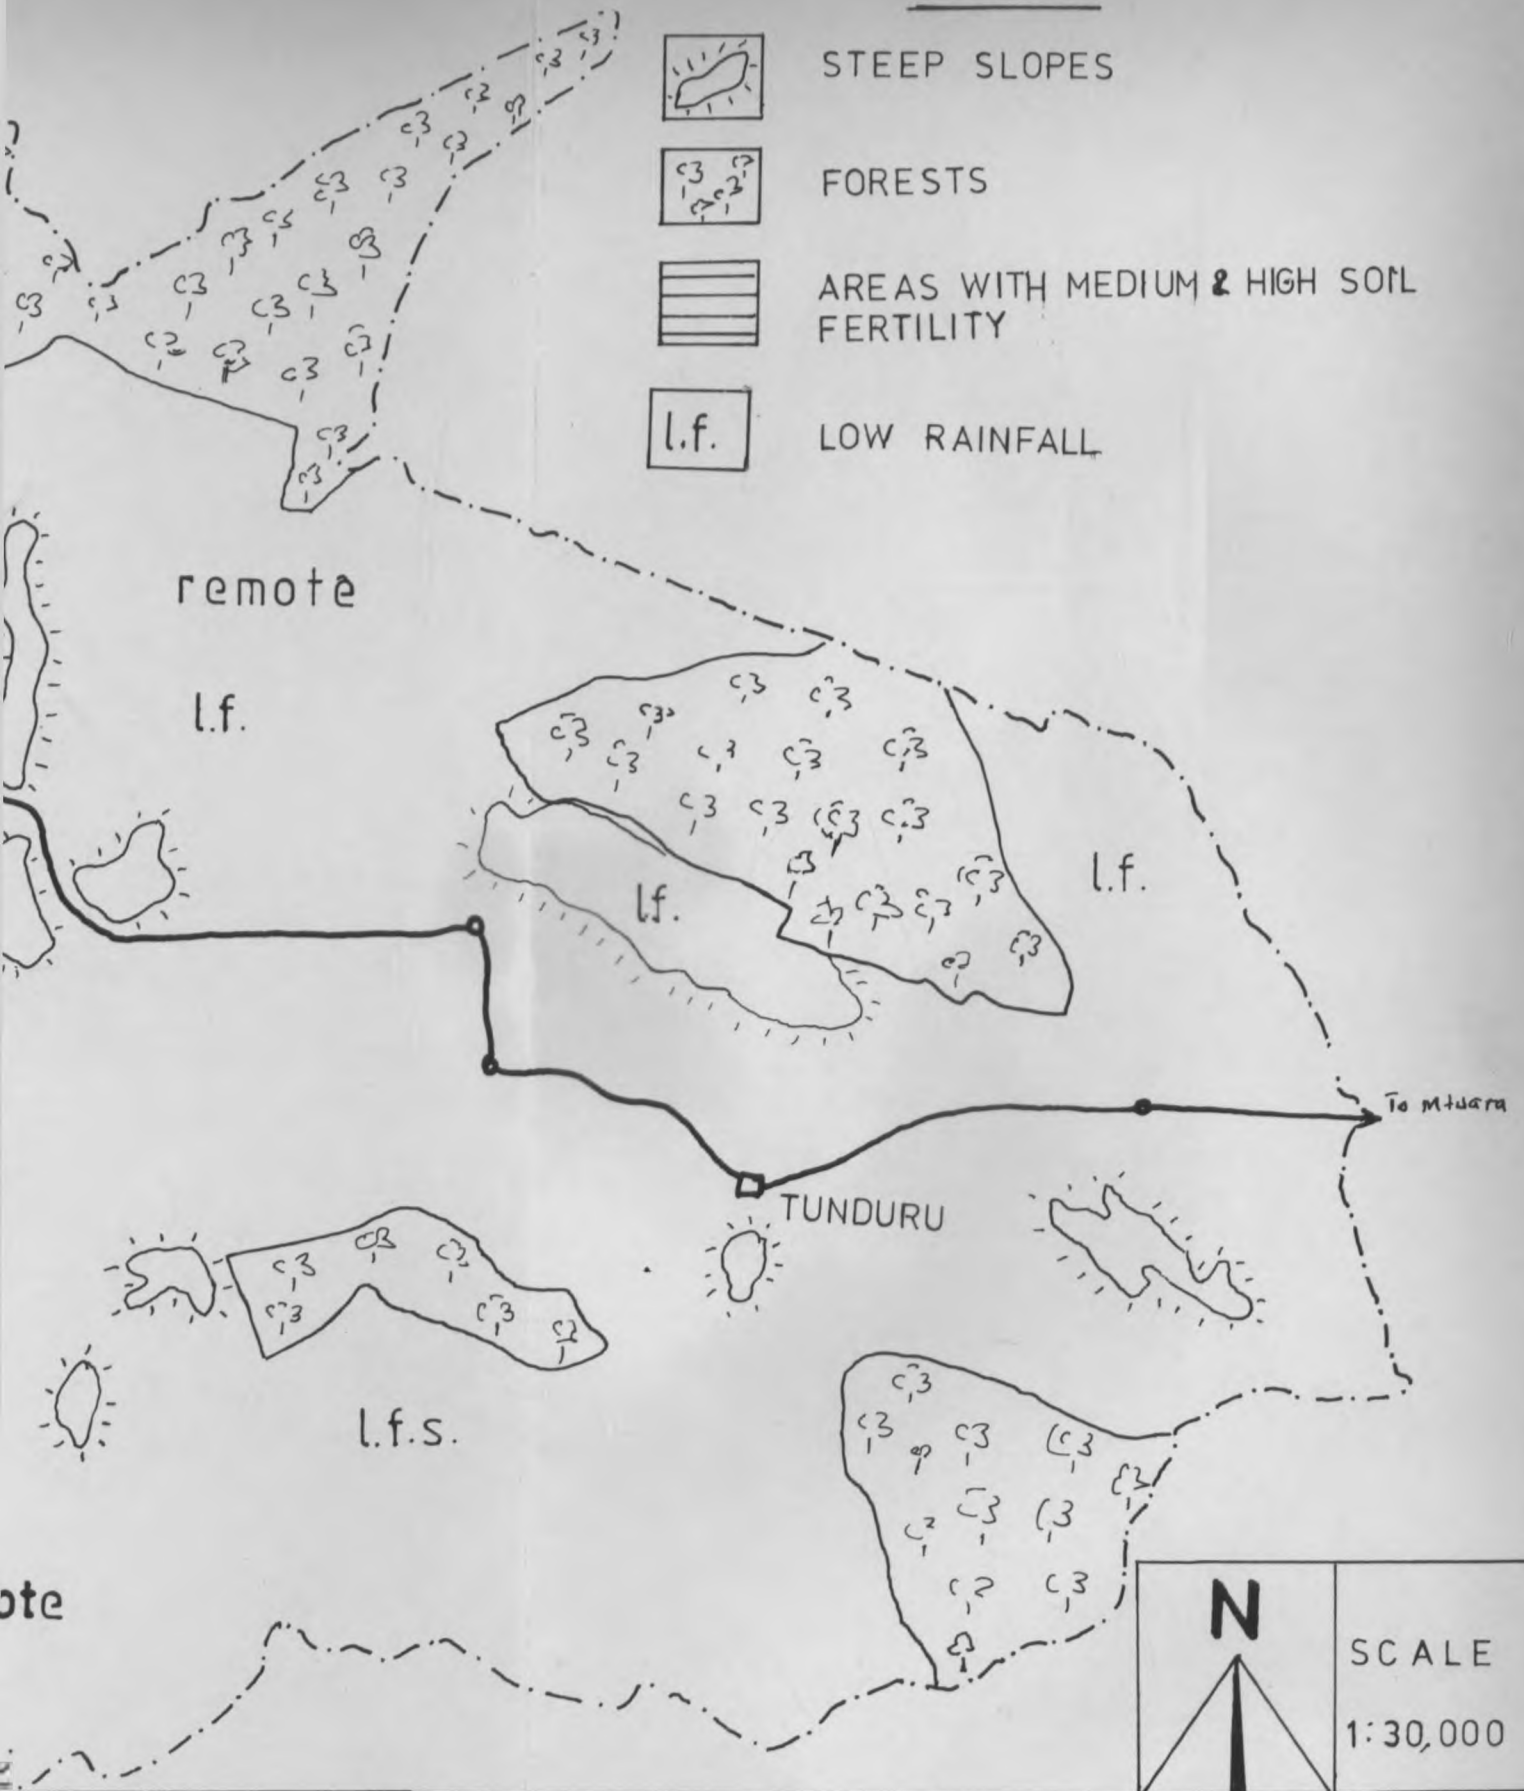 STEEP SLOPES
FORESTS
AREAS WITH MEDIUM & HIGH SOIL
FERTILITY
l.f.
LOW RAINFALL
remote
l.f.
l.f.
l.f.
To Mtwara
TUNDURU
l.f.s.
ote
N
SCALE
1:30,000